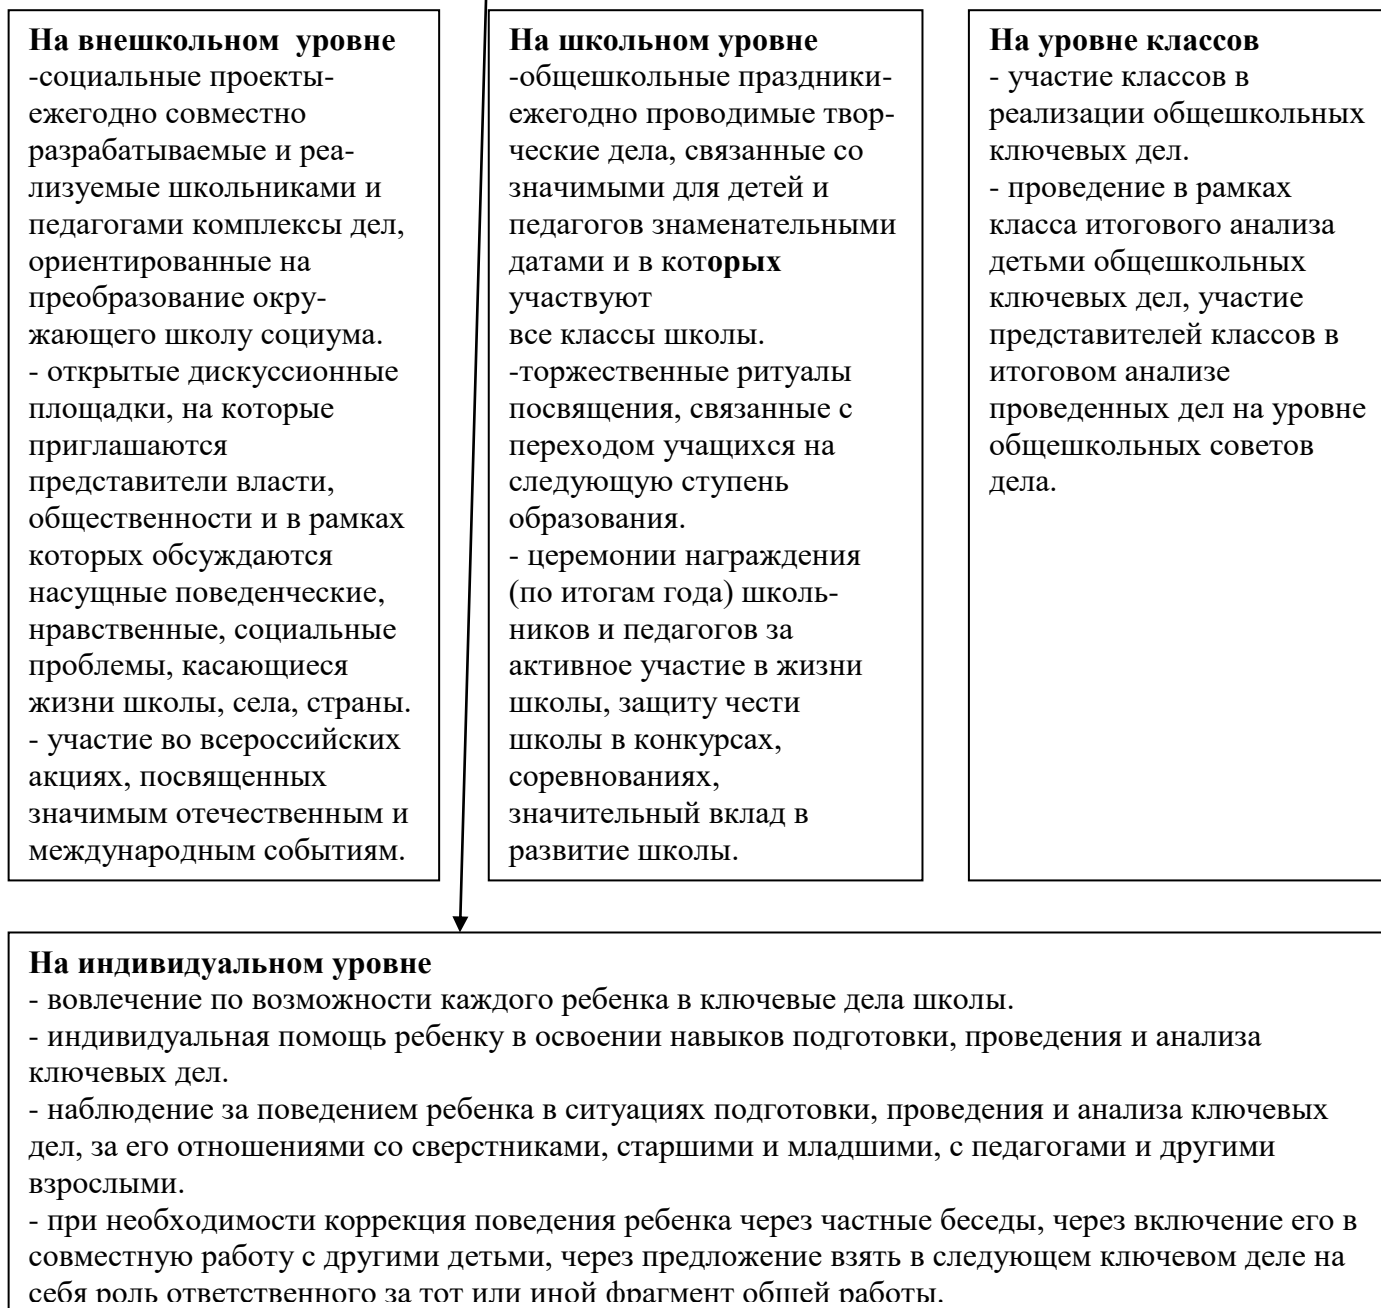 На внешкольном  уровне
-социальные проекты-
ежегодно совместно
разрабатываемые и реа-
лизуемые школьниками и
педагогами комплексы дел,
ориентированные на
преобразование окру-
жающего школу социума.
- открытые дискуссионные
площадки, на которые
приглашаются
представители власти,
общественности и в рамках
которых обсуждаются
насущные поведенческие,
нравственные, социальные
проблемы, касающиеся
жизни школы, села, страны.
- участие во всероссийских
акциях, посвященных
значимым отечественным и
международным событиям.
На школьном уровне
-общешкольные праздники-
ежегодно проводимые твор-
ческие дела, связанные со
значимыми для детей и
педагогов знаменательными
датами и в которых
участвуют
все классы школы.
-торжественные ритуалы
посвящения, связанные с
переходом учащихся на
следующую ступень
образования.
- церемонии награждения
(по итогам года) школь-
ников и педагогов за
активное участие в жизни
школы, защиту чести
школы в конкурсах,
соревнованиях,
значительный вклад в
развитие школы.
На уровне классов
- участие классов в
реализации общешкольных
ключевых дел.
- проведение в рамках
класса итогового анализа
детьми общешкольных
ключевых дел, участие
представителей классов в
итоговом анализе
проведенных дел на уровне
общешкольных советов
дела.
На индивидуальном уровне
- вовлечение по возможности каждого ребенка в ключевые дела школы.
- индивидуальная помощь ребенку в освоении навыков подготовки, проведения и анализа
ключевых дел.
- наблюдение за поведением ребенка в ситуациях подготовки, проведения и анализа ключевых
дел, за его отношениями со сверстниками, старшими и младшими, с педагогами и другими
взрослыми.
- при необходимости коррекция поведения ребенка через частные беседы, через включение его в
совместную работу с другими детьми, через предложение взять в следующем ключевом деле на
себя роль ответственного за тот или иной фрагмент общей работы.